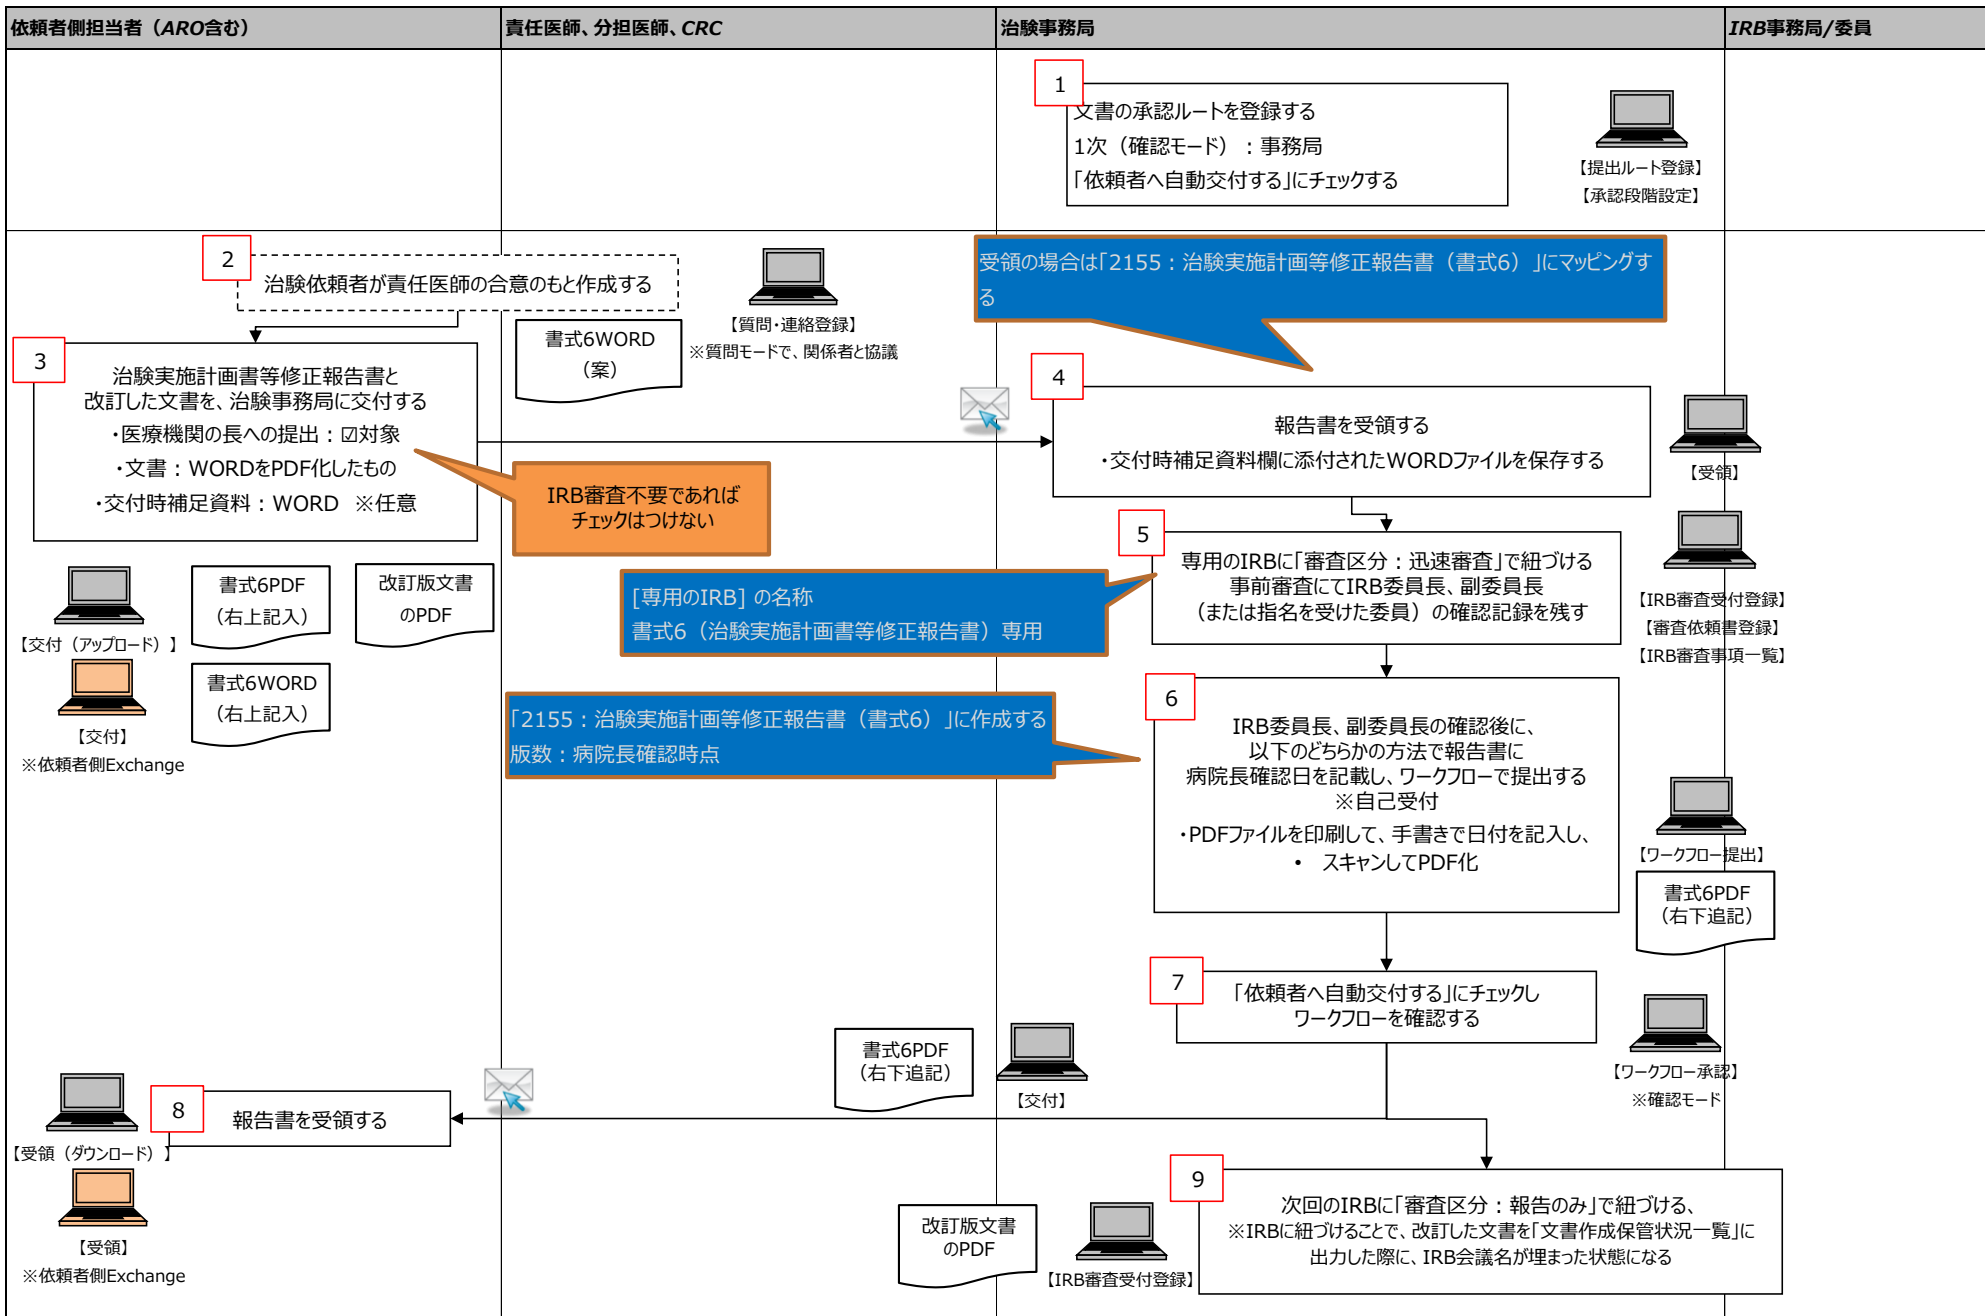 依頼者側担当者（ARO含む）
責任医師、分担医師、CRC
治験事務局
IRB事務局/委員
1
文書の承認ルートを登録する
1次（確認モード）：事務局
「依頼者へ自動交付する」にチェックする
【提出ルート登録】
【承認段階設定】
2
治験依頼者が責任医師の合意のもと作成する
【質問・連絡登録】
※質問モードで、関係者と協議
書式6WORD
（案）
受領の場合は「2155：治験実施計画等修正報告書（書式6）」にマッピングす
る
3
治験実施計画書等修正報告書と
改訂した文書を、治験事務局に交付する
・医療機関の長への提出：☑対象
・文書：WORDをPDF化したもの
・交付時補足資料：WORD　※任意
IRB審査不要であれば
チェックはつけない
4
報告書を受領する
・交付時補足資料欄に添付されたWORDファイルを保存する
【受領】
【交付（アップロード）】
書式6PDF
（右上記入）
改訂版文書
のPDF
【交付】
※依頼者側Exchange
書式6WORD
（右上記入）
5
専用のIRBに「審査区分：迅速審査」で紐づける
事前審査にてIRB委員長、副委員長
（または指名を受けた委員）の確認記録を残す
[専用のIRB] の名称
書式6（治験実施計画書等修正報告書）専用
【IRB審査受付登録】
【審査依頼書登録】
【IRB審査事項一覧】
6
IRB委員長、副委員長の確認後に、
以下のどちらかの方法で報告書に
病院長確認日を記載し、ワークフローで提出する
※自己受付
・PDFファイルを印刷して、手書きで日付を記入し、
• スキャンしてPDF化
「2155：治験実施計画等修正報告書（書式6）」に作成する
版数：病院長確認時点
【ワークフロー提出】
書式6PDF
（右下追記）
7
「依頼者へ自動交付する」にチェックし
ワークフローを確認する
【ワークフロー承認】
※確認モード
書式6PDF
（右下追記）
【交付】
8
報告書を受領する
【受領（ダウンロード）】
【受領】
※依頼者側Exchange
9
次回のIRBに「審査区分：報告のみ」で紐づける、
※IRBに紐づけることで、改訂した文書を「文書作成保管状況一覧」に
出力した際に、IRB会議名が埋まった状態になる
改訂版文書
のPDF
【IRB審査受付登録】